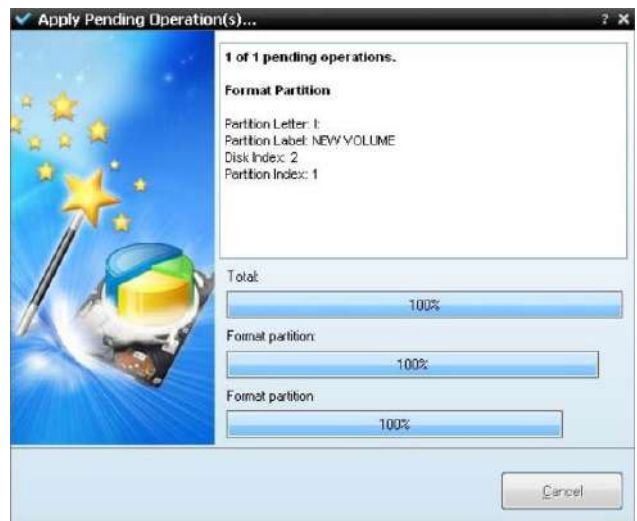 Apply Pending Operation(s)...
? X
1 of 1 pending operations.
Format Partition
Partition Letter: I:
Partition Label: NEW VOLUME
Disk Index: 2
Partition Index: 1
Total:
100%
Format partition:
100%
Format partition
100%
Cancel